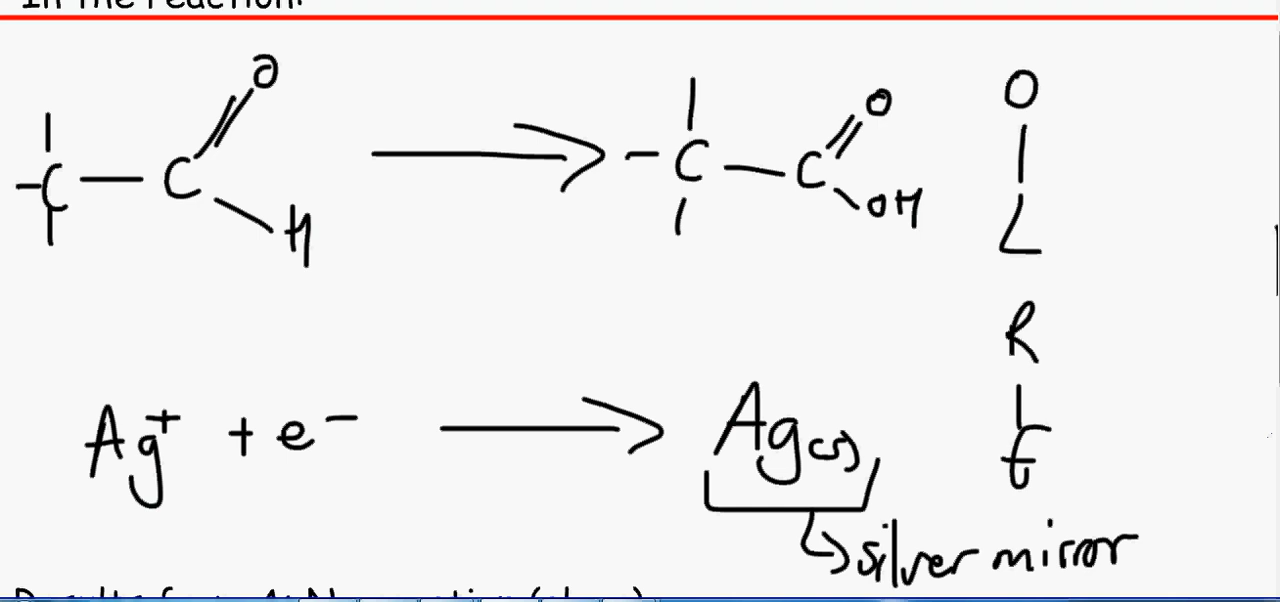 In the reaction:
O
-C — C
H
-C — C
O
OH
O
I
L
R
I
G
Ag⁺ + e⁻ → Ag(s)
silver mirror